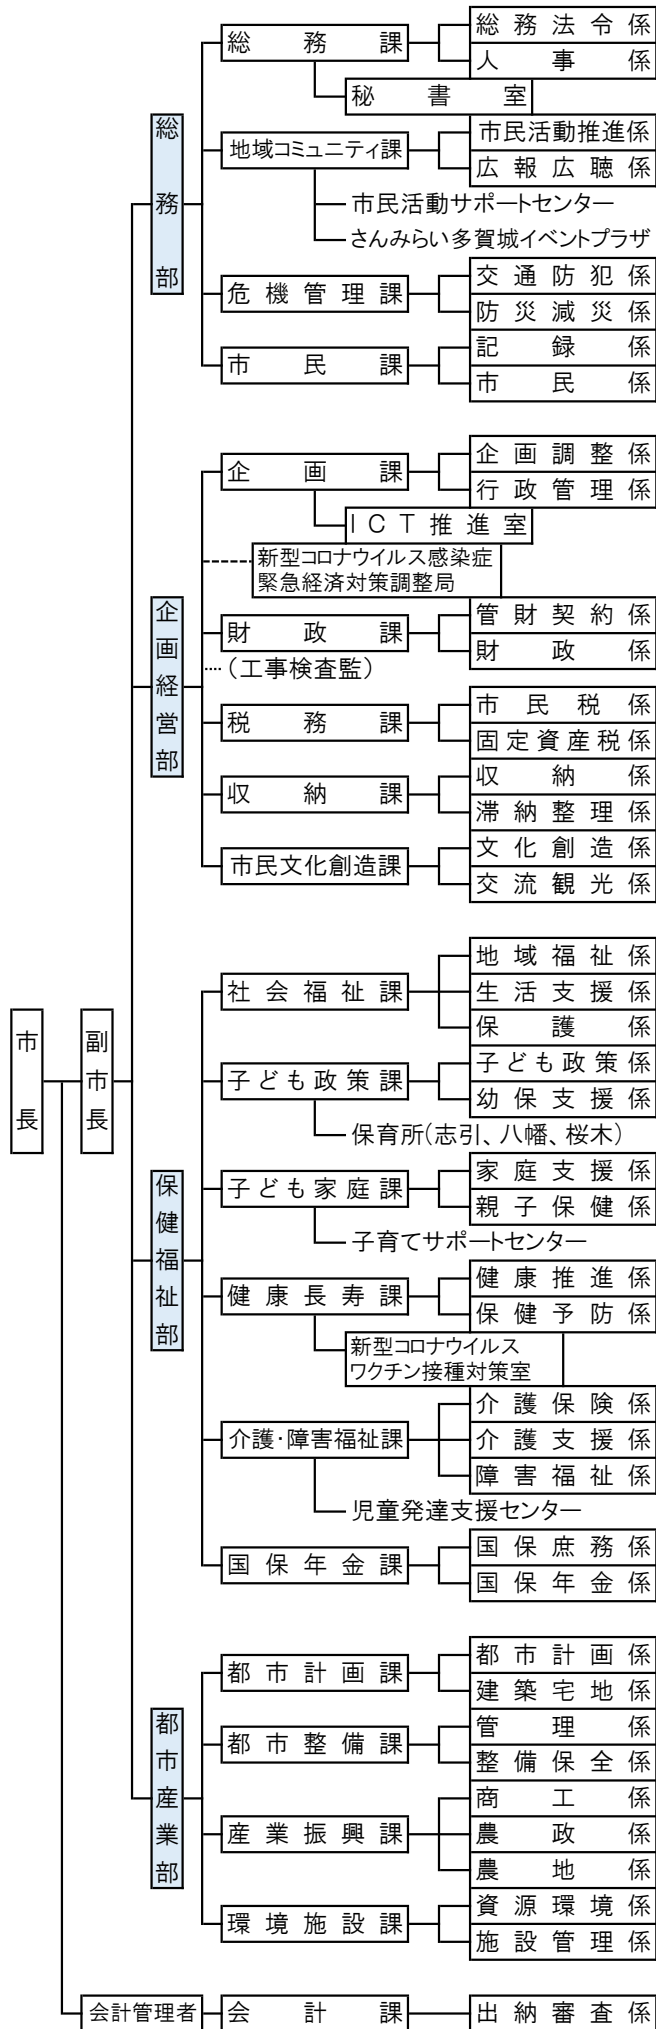 市長
副市長
総務部
総務課
総務法令係
人事係
秘書室
地域コミュニティ課
市民活動推進係
広報広聴係
市民活動サポートセンター
さんみらい多賀城イベントプラザ
危機管理課
交通防犯係
防災減災係
市民課
記録係
市民係
企画経営部
企画課
企画調整係
行政管理係
ICT推進室
新型コロナウイルス感染症
緊急経済対策調整局
財政課
管財契約係
財政係
(工事検査監)
税務課
市民税係
固定資産税係
収納課
収納係
滞納整理係
市民文化創造課
文化創造係
交流観光係
保健福祉部
社会福祉課
地域福祉係
生活支援係
保護係
子ども政策課
子ども政策係
幼保支援係
保育所(志引、八幡、桜木)
子ども家庭課
家庭支援係
親子保健係
子育てサポートセンター
健康長寿課
健康推進係
保健予防係
新型コロナウイルス
ワクチン接種対策室
介護・障害福祉課
介護保険係
介護支援係
障害福祉係
児童発達支援センター
国保年金課
国保庶務係
国保年金係
都市産業部
都市計画課
都市計画係
建築宅地係
都市整備課
管理係
整備保全係
産業振興課
商工係
農政係
農地係
環境施設課
資源環境係
施設管理係
会計管理者
会計課
出納審査係